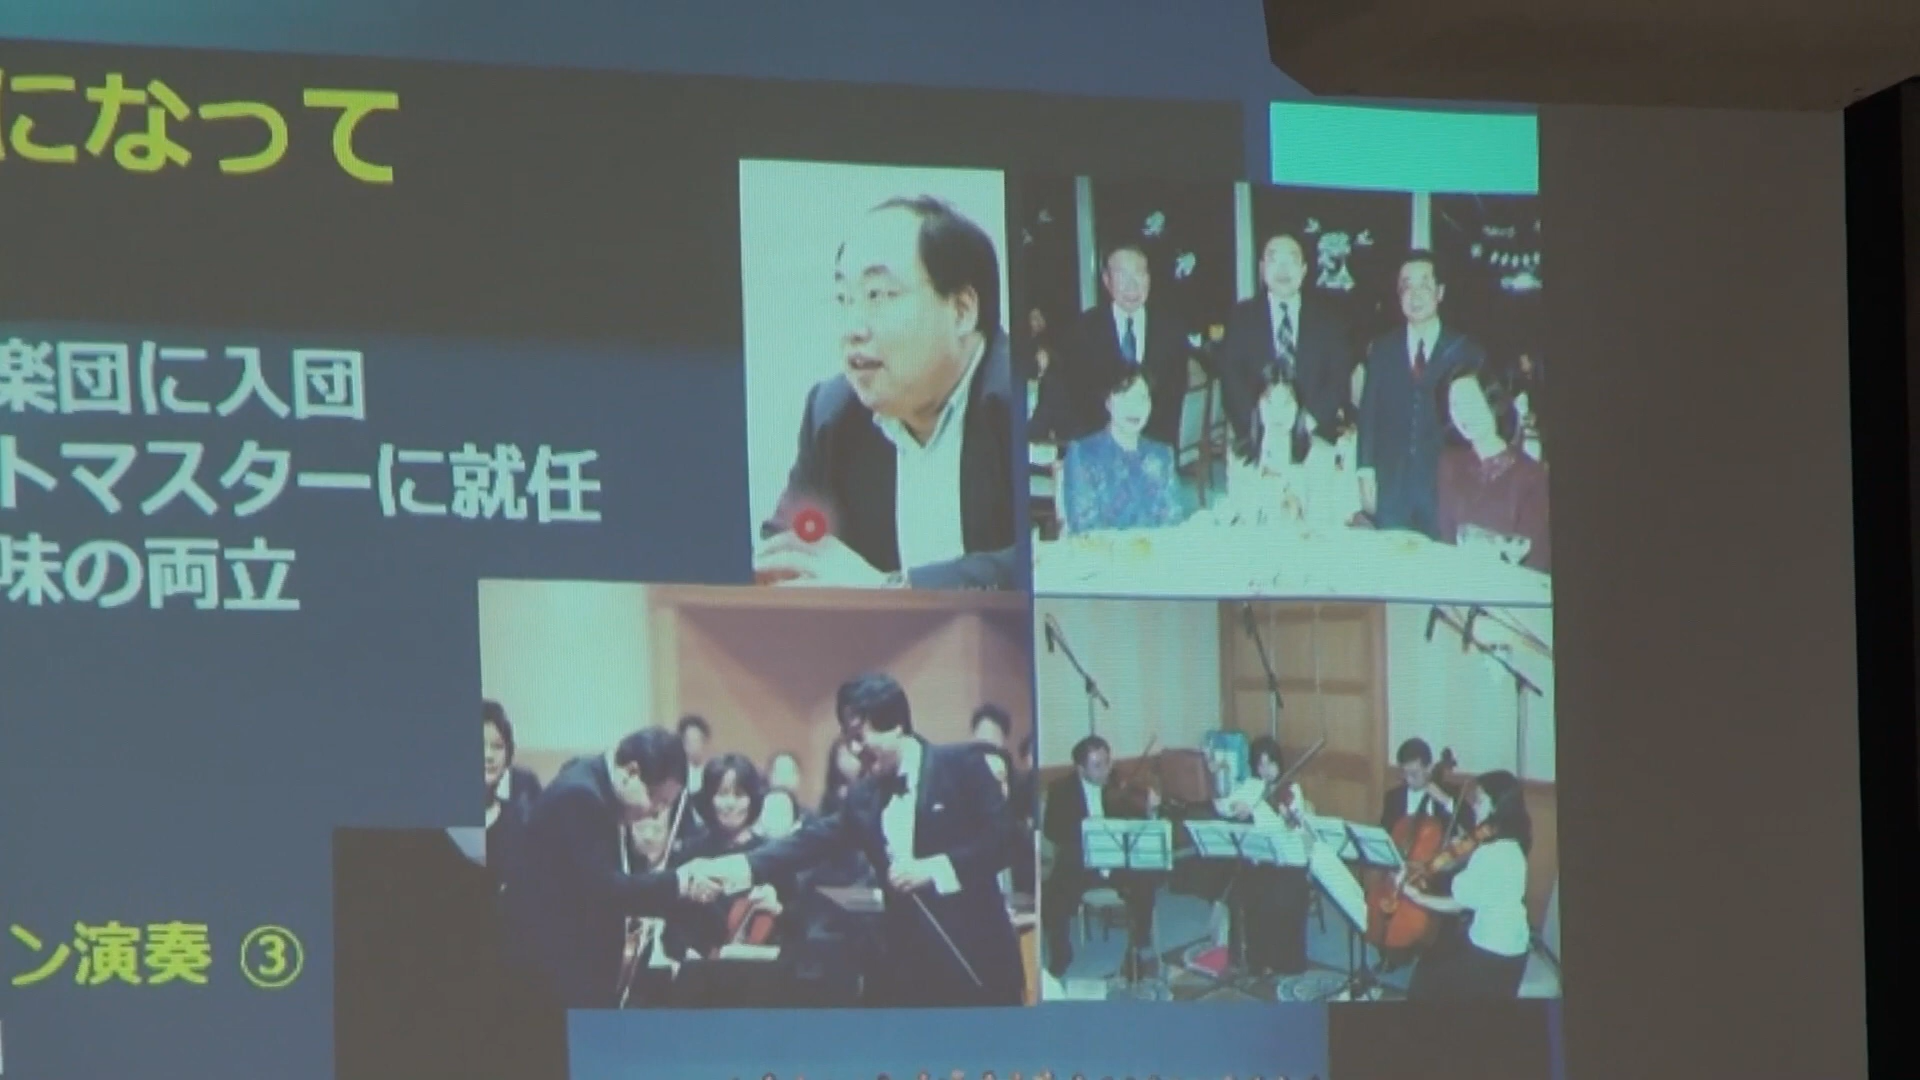 になって
楽団に入団
トマスターに就任
味の両立
ン演奏 ③